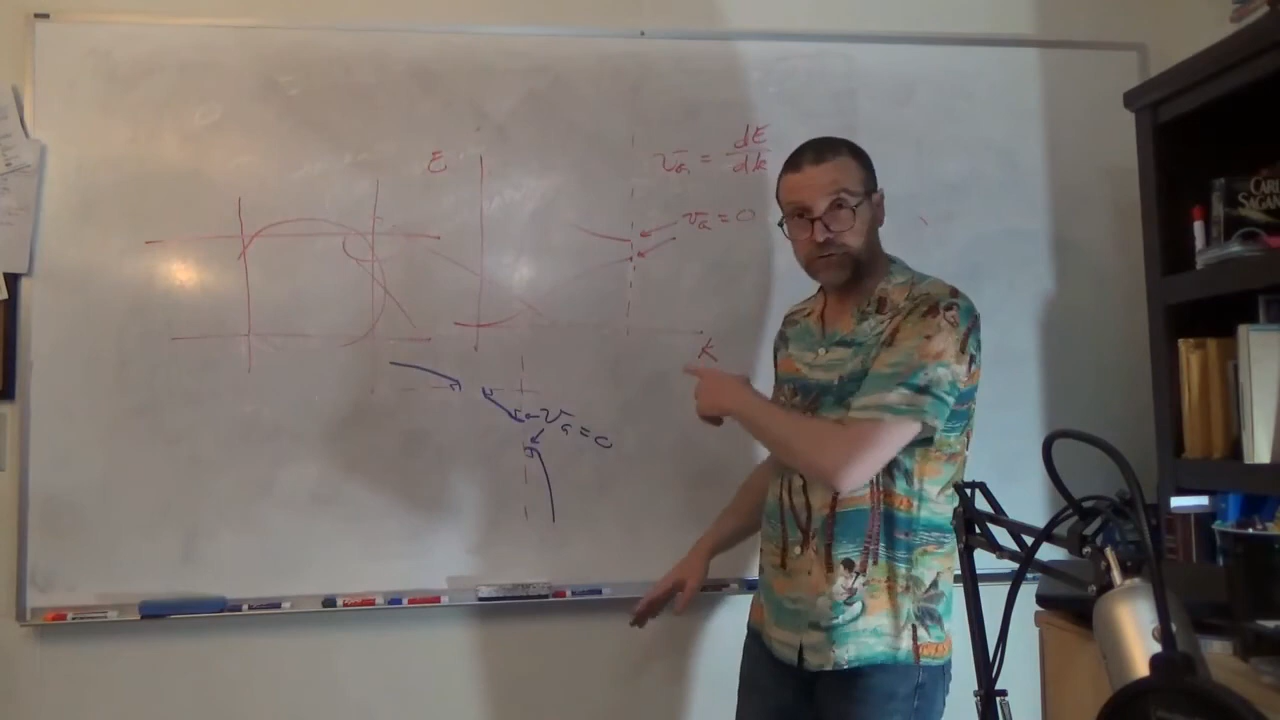 E
v_g = dE/dk
v_g = 0
K
v_g = 0
CARL
SAGAN